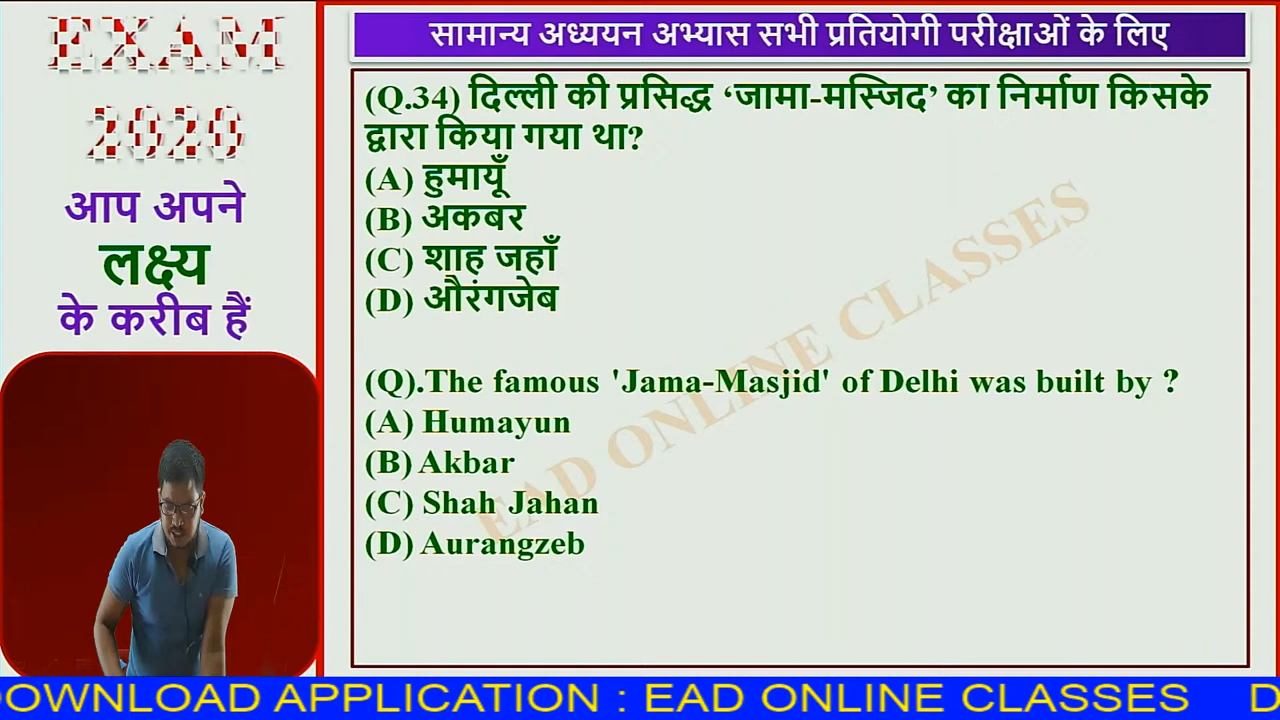 EXAM
2020
आप अपने
लक्ष्य
के करीब हैं
सामान्य अध्ययन अभ्यास सभी प्रतियोगी परीक्षाओं के लिए
(Q.34) दिल्ली की प्रसिद्ध ‘जामा-मस्जिद’ का निर्माण किसके
द्वारा किया गया था?
(A) हुमायूँ
(B) अकबर
(C) शाह जहाँ
(D) औरंगजेब
(Q).The famous 'Jama-Masjid' of Delhi was built by ?
(A) Humayun
(B) Akbar
(C) Shah Jahan
(D) Aurangzeb
EAD ONLINE CLASSES
OWNLOAD APPLICATION : EAD ONLINE CLASSES D